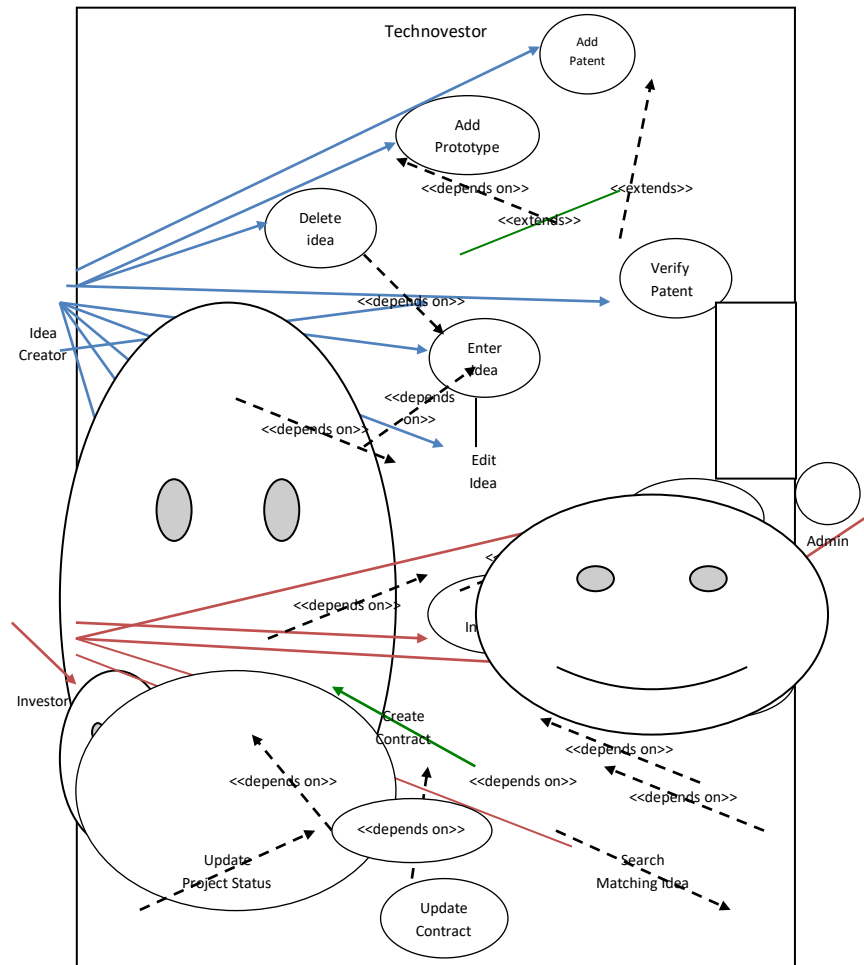 Technovestor
Add
Patent
Add
Prototype
<<depends on>>
<<extends>>
<<extends>>
Delete
idea
Verify
Patent
<<depends on>>
Idea
Creator
Enter
Idea
<<depends
on>>
<<depends on>>
Edit
Idea
Admin
<<depends on>>
Investor
Create
Contract
<<depends on>>
<<depends on>>
<<depends on>>
<<depends on>>
<<depends on>>
Update
Project Status
Search
Matching Idea
Update
Contract